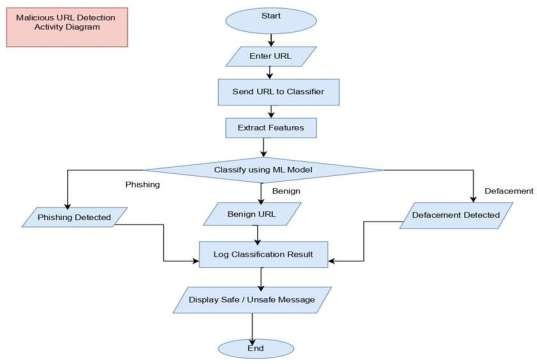 Malicious URL Detection
Activity Diagram
Start
Enter URL
Send URL to Classifier
Extract Features
Classify using ML Model
Phishing
Benign
Defacement
Phishing Detected
Benign URL
Defacement Detected
Log Classification Result
Display Safe / Unsafe Message
End